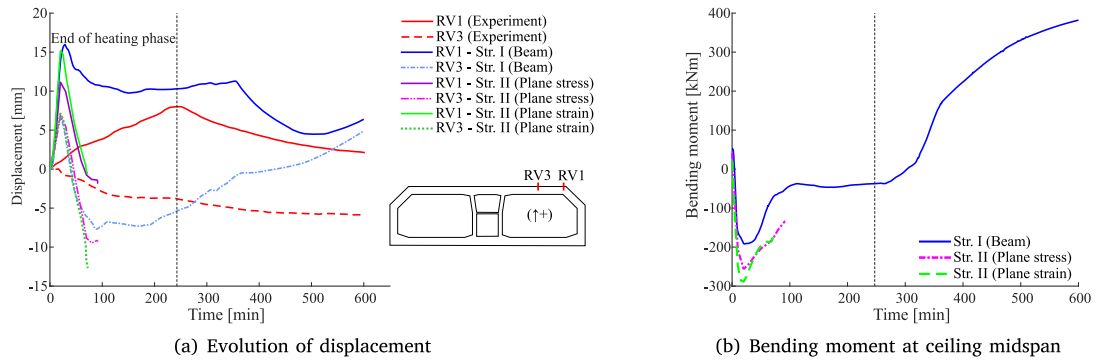 20
15
10
5
0
-5
-10
-15
Displacement [mm]
End of heating phase
0 100 200 300 400 500 600
Time [min]
RV1 (Experiment)
RV3 (Experiment)
RV1 - Str. I (Beam)
RV3 - Str. I (Beam)
RV1 - Str. II (Plane stress)
RV3 - Str. II (Plane stress)
RV1 - Str. II (Plane strain)
RV3 - Str. II (Plane strain)
RV3 RV1
(↑+)
(a) Evolution of displacement
400
300
200
100
0
-100
-200
-300
Bending moment [kNm]
Str. I (Beam)
Str. II (Plane stress)
Str. II (Plane strain)
0 100 200 300 400 500 600
Time [min]
(b) Bending moment at ceiling midspan